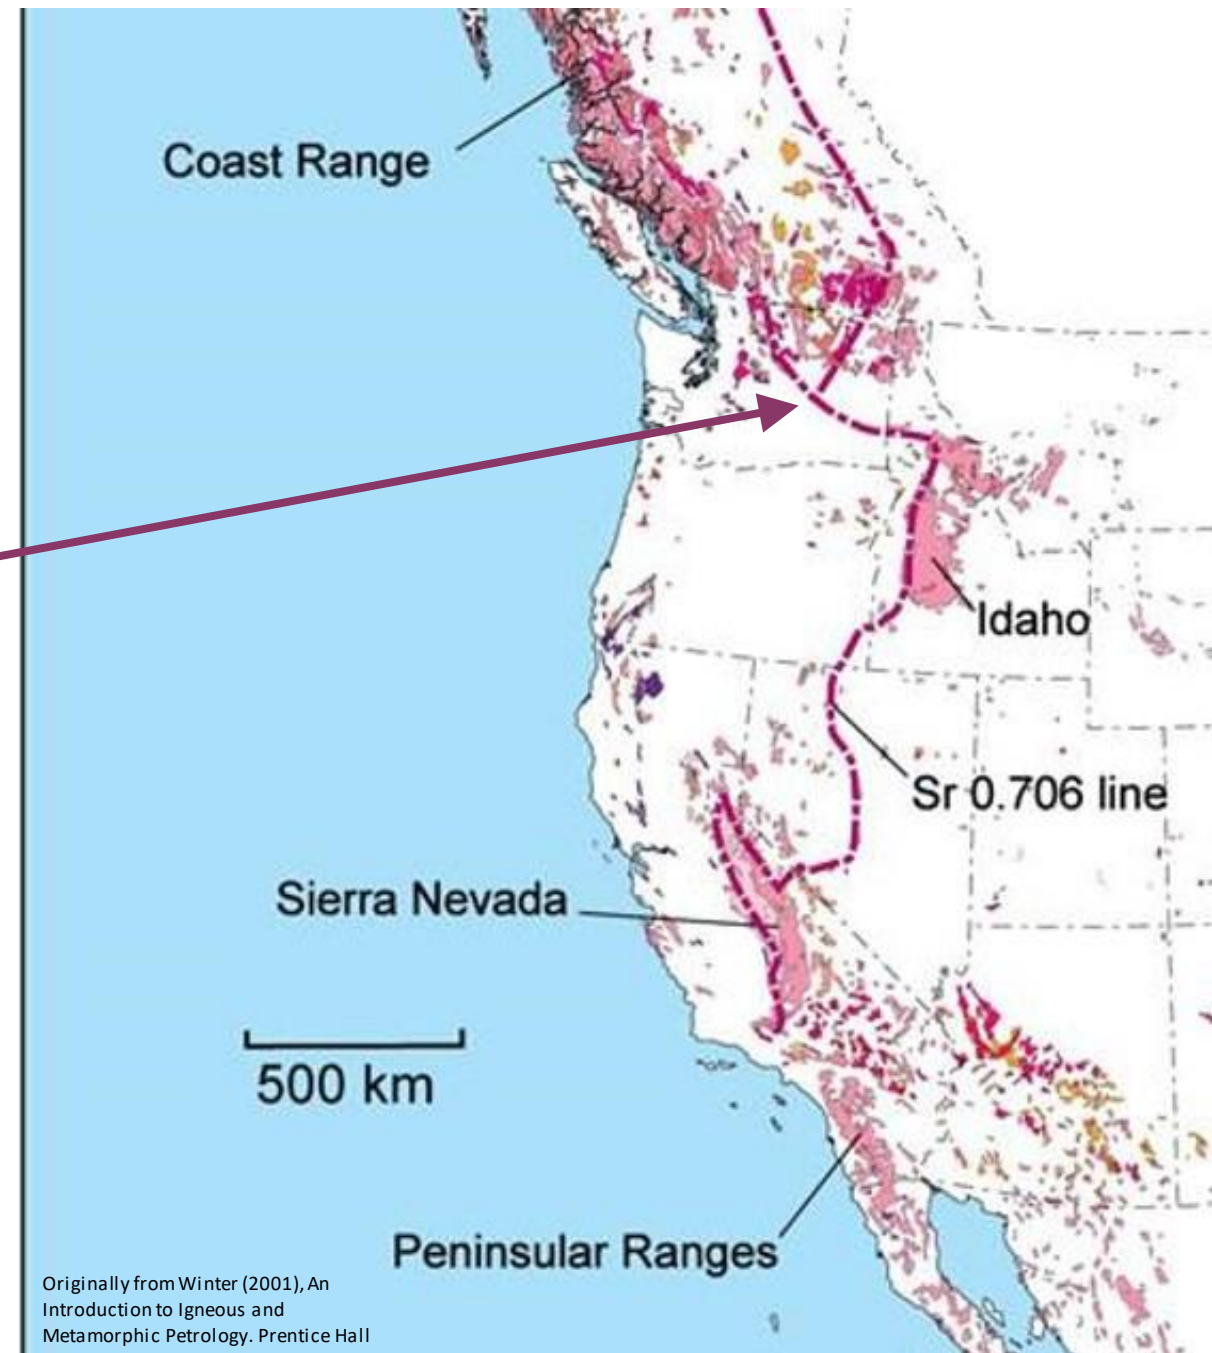 Coast Range
Idaho
Sr 0.706 line
Sierra Nevada
500 km
Peninsular Ranges
Originally from Winter (2001), An
Introduction to Igneous and
Metamorphic Petrology. Prentice Hall